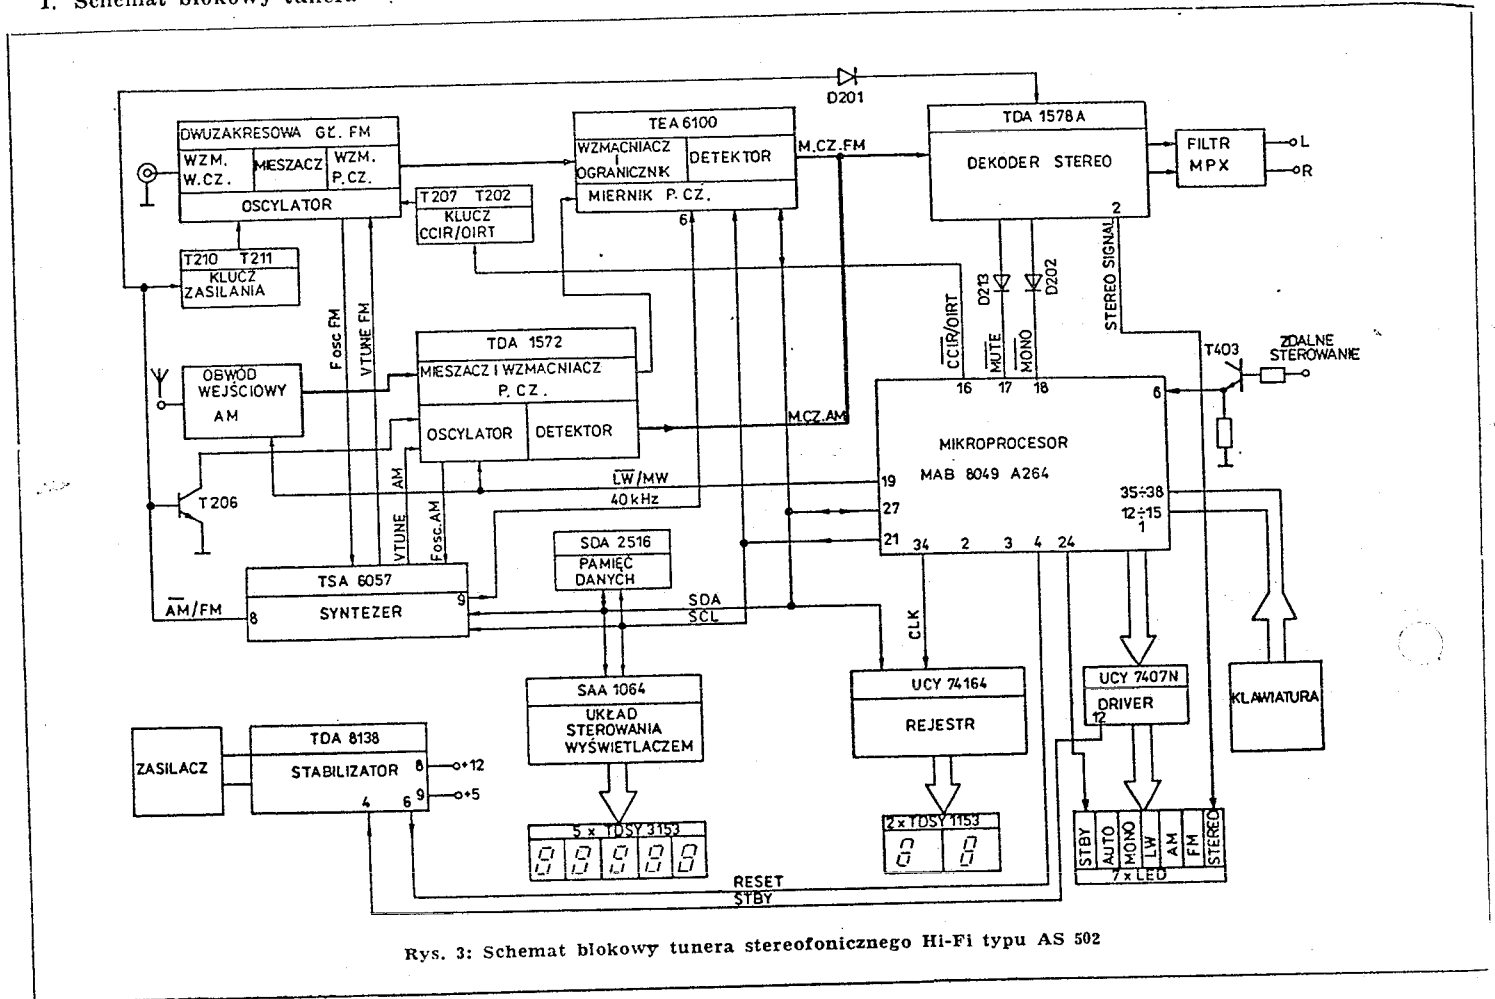 1. Schemat blokowy tunera
D201
DWUZAKRESOWA GŁ. FM
WZM.
W.CZ.
MIESZACZ
WZM.
P.CZ.
OSCYLATOR
TEA 6100
WZMACNIACZ
I
OGRANICZNIK
DETEKTOR
MIERNIK P.CZ.
6
M.CZ.FM
TDA 1578A
DEKODER STEREO
2
FILTR
MPX
L
R
T207 T202
KLUCZ
CCIR/OIRT
T210 T211
KLUCZ
ZASILANIA
F osc FM
VTUNE FM
D213
D202
STEREO SIGNAL
CCIR/OIRT
MUTE
MONO
T403
ZDALNE
STEROWANIE
OBWÓD
WEJŚCIOWY
AM
TDA 1572
MIESZACZ I WZMACNIACZ
P. CZ.
OSCYLATOR
DETEKTOR
M.CZ.AM
16 17 18
6
MIKROPROCESOR
MAB 8049 A264
19
27
21
35÷38
12÷15
1
34 2 3 4 24
T206
LW/MW
40kHz
VTUNE AM
Fosc.AM
SDA 2516
PAMIĘĆ
DANYCH
TSA 6057
SYNTEZER
9
8
AM/FM
SDA
SCL
CLK
SAA 1064
UKŁAD
STEROWANIA
WYŚWIETLACZEM
UCY 74164
REJESTR
UCY 7407N
DRIVER
12
KLAWIATURA
ZASILACZ
TDA 8138
STABILIZATOR
8
+12
9
+5
4 6
5 x TDSY 3153
8 8 8 8 8
2 x TDSY 1153
8 8
STBY
AUTO
MONO
LW
AM
FM
STEREO
7 x LED
RESET
STBY
Rys. 3: Schemat blokowy tunera stereofonicznego Hi-Fi typu AS 502